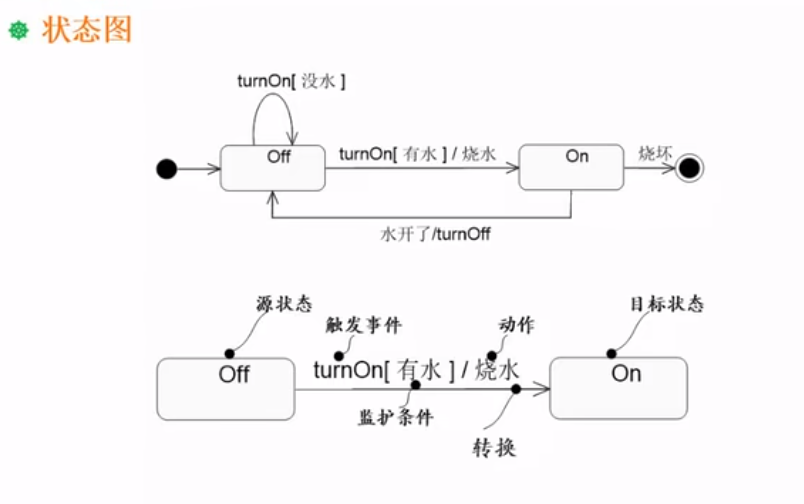 状态图
turnOn[ 没水 ]
Off
turnOn[ 有水 ] / 烧水
On
烧坏
水开了/turnOff
源状态
触发事件
动作
目标状态
Off
turnOn[ 有水 ] / 烧水
On
监护条件
转换